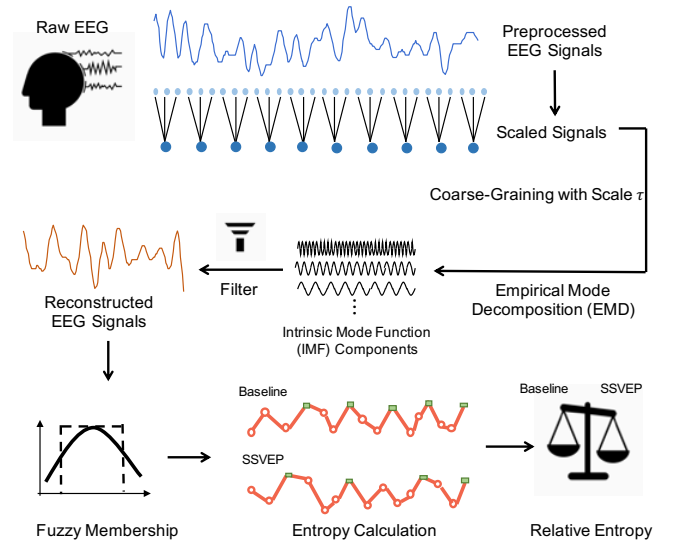 Raw EEG
Preprocessed
EEG Signals
Scaled Signals
Coarse-Graining with Scale τ
Filter
Empirical Mode
Decomposition (EMD)
Reconstructed
EEG Signals
Intrinsic Mode Function
(IMF) Components
Baseline
SSVEP
Baseline SSVEP
Fuzzy Membership
Entropy Calculation
Relative Entropy